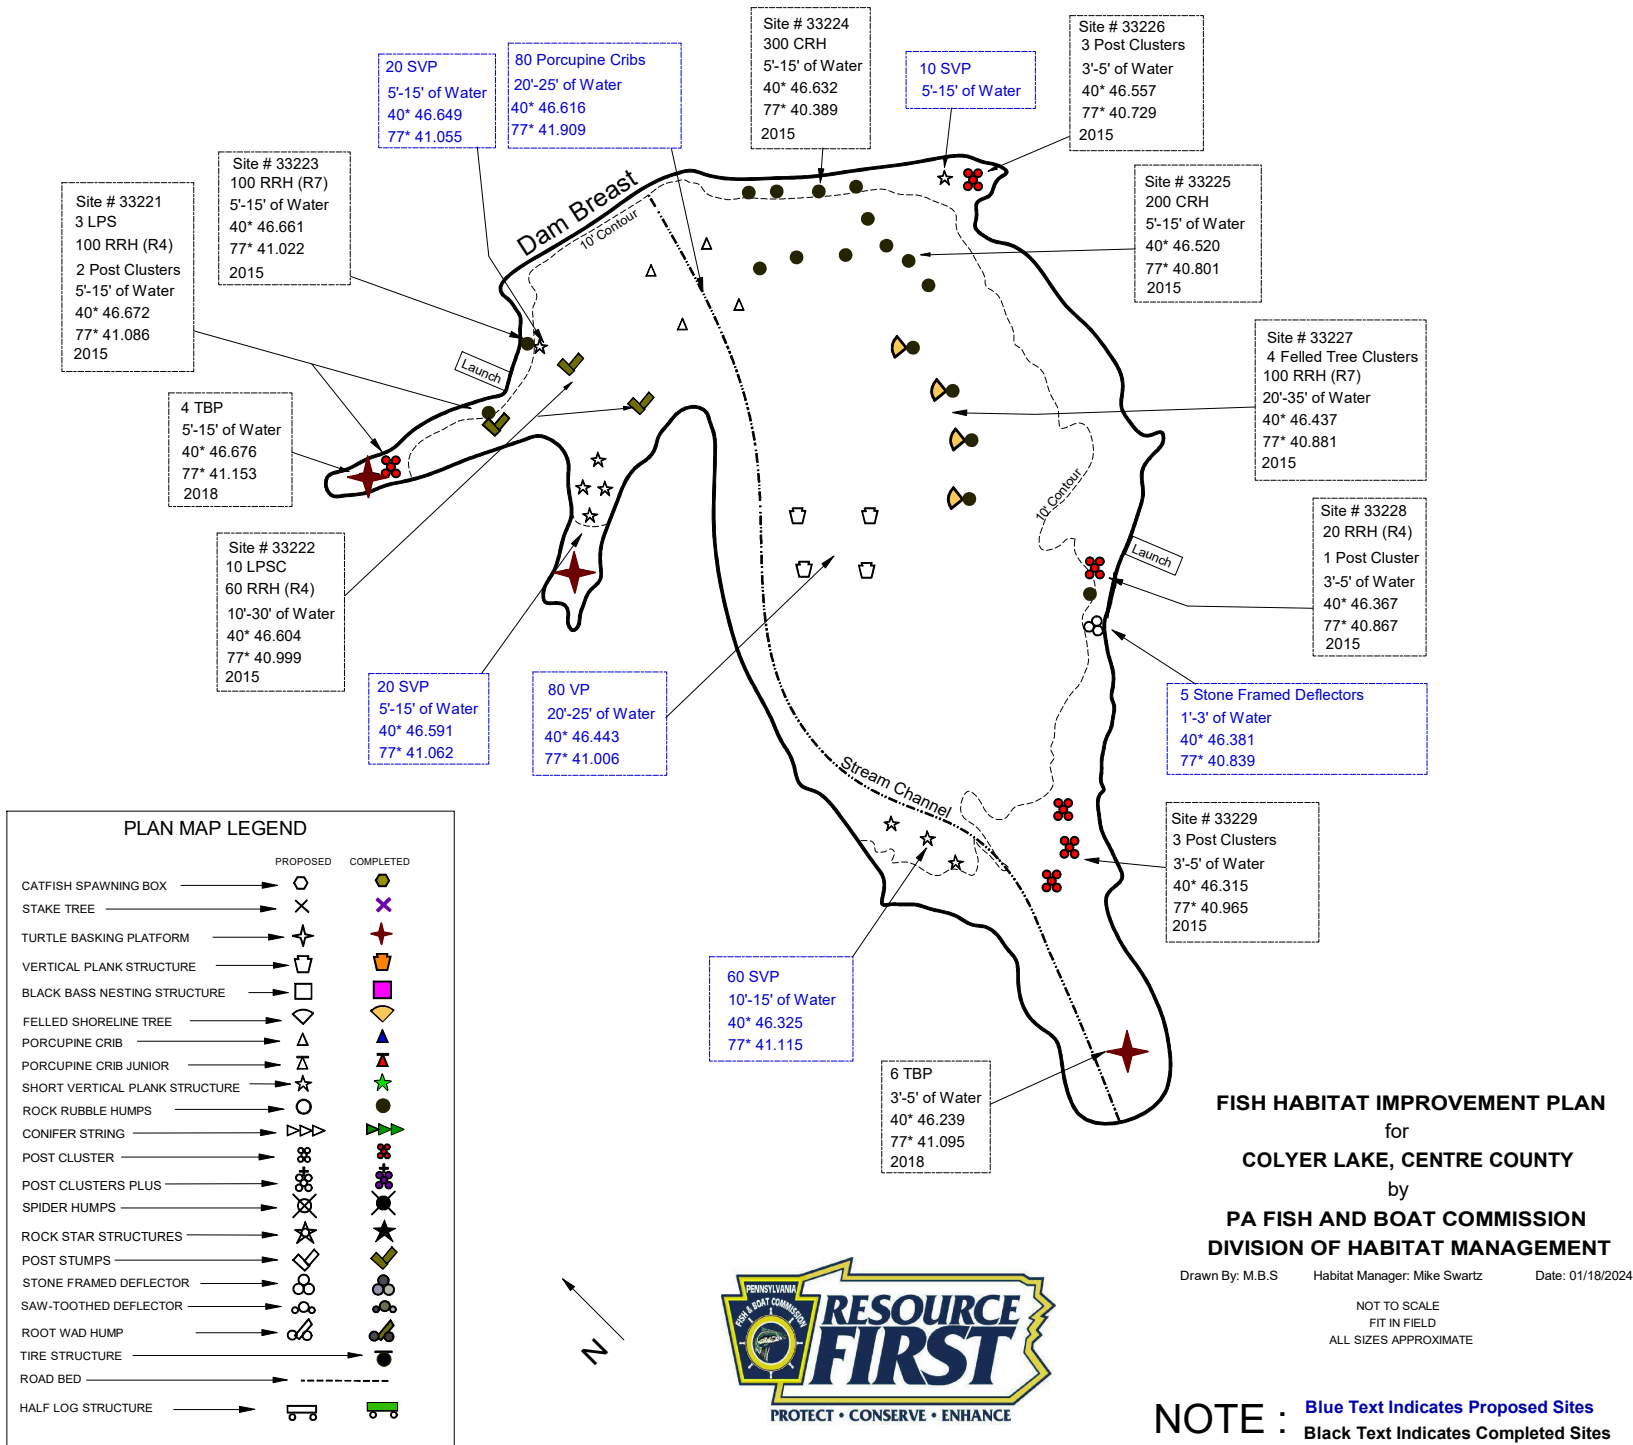 Site # 33224
300 CRH
5'-15' of Water
40* 46.632
77* 40.389
2015
Site # 33226
3 Post Clusters
3'-5' of Water
40* 46.557
77* 40.729
2015
20 SVP
5'-15' of Water
40* 46.649
77* 41.055
80 Porcupine Cribs
20'-25' of Water
40* 46.616
77* 41.909
10 SVP
5'-15' of Water
Site # 33223
100 RRH (R7)
5'-15' of Water
40* 46.661
77* 41.022
2015
Site # 33225
200 CRH
5'-15' of Water
40* 46.520
77* 40.801
2015
Site # 33221
3 LPS
100 RRH (R4)
2 Post Clusters
5'-15' of Water
40* 46.672
77* 41.086
2015
Dam Breast
10' Contour
Launch
Site # 33227
4 Felled Tree Clusters
100 RRH (R7)
20'-35' of Water
40* 46.437
77* 40.881
2015
4 TBP
5'-15' of Water
40* 46.676
77* 41.153
2018
10' Contour
Launch
Site # 33228
20 RRH (R4)
1 Post Cluster
3'-5' of Water
40* 46.367
77* 40.867
2015
Site # 33222
10 LPSC
60 RRH (R4)
10'-30' of Water
40* 46.604
77* 40.999
2015
20 SVP
5'-15' of Water
40* 46.591
77* 41.062
80 VP
20'-25' of Water
40* 46.443
77* 41.006
5 Stone Framed Deflectors
1'-3' of Water
40* 46.381
77* 40.839
Stream Channel
Site # 33229
3 Post Clusters
3'-5' of Water
40* 46.315
77* 40.965
2015
60 SVP
10'-15' of Water
40* 46.325
77* 41.115
6 TBP
3'-5' of Water
40* 46.239
77* 41.095
2018
PLAN MAP LEGEND
PROPOSED COMPLETED
CATFISH SPAWNING BOX
STAKE TREE
TURTLE BASKING PLATFORM
VERTICAL PLANK STRUCTURE
BLACK BASS NESTING STRUCTURE
FELLED SHORELINE TREE
PORCUPINE CRIB
PORCUPINE CRIB JUNIOR
SHORT VERTICAL PLANK STRUCTURE
ROCK RUBBLE HUMPS
CONIFER STRING
POST CLUSTER
POST CLUSTERS PLUS
SPIDER HUMPS
ROCK STAR STRUCTURES
POST STUMPS
STONE FRAMED DEFLECTOR
SAW-TOOTHED DEFLECTOR
ROOT WAD HUMP
TIRE STRUCTURE
ROAD BED
HALF LOG STRUCTURE
N
PENNSYLVANIA
FISH & BOAT COMMISSION
RESOURCE
FIRST
PROTECT • CONSERVE • ENHANCE
FISH HABITAT IMPROVEMENT PLAN
for
COLYER LAKE, CENTRE COUNTY
by
PA FISH AND BOAT COMMISSION
DIVISION OF HABITAT MANAGEMENT
Drawn By: M.B.S Habitat Manager: Mike Swartz Date: 01/18/2024
NOT TO SCALE
FIT IN FIELD
ALL SIZES APPROXIMATE
NOTE : Blue Text Indicates Proposed Sites
Black Text Indicates Completed Sites